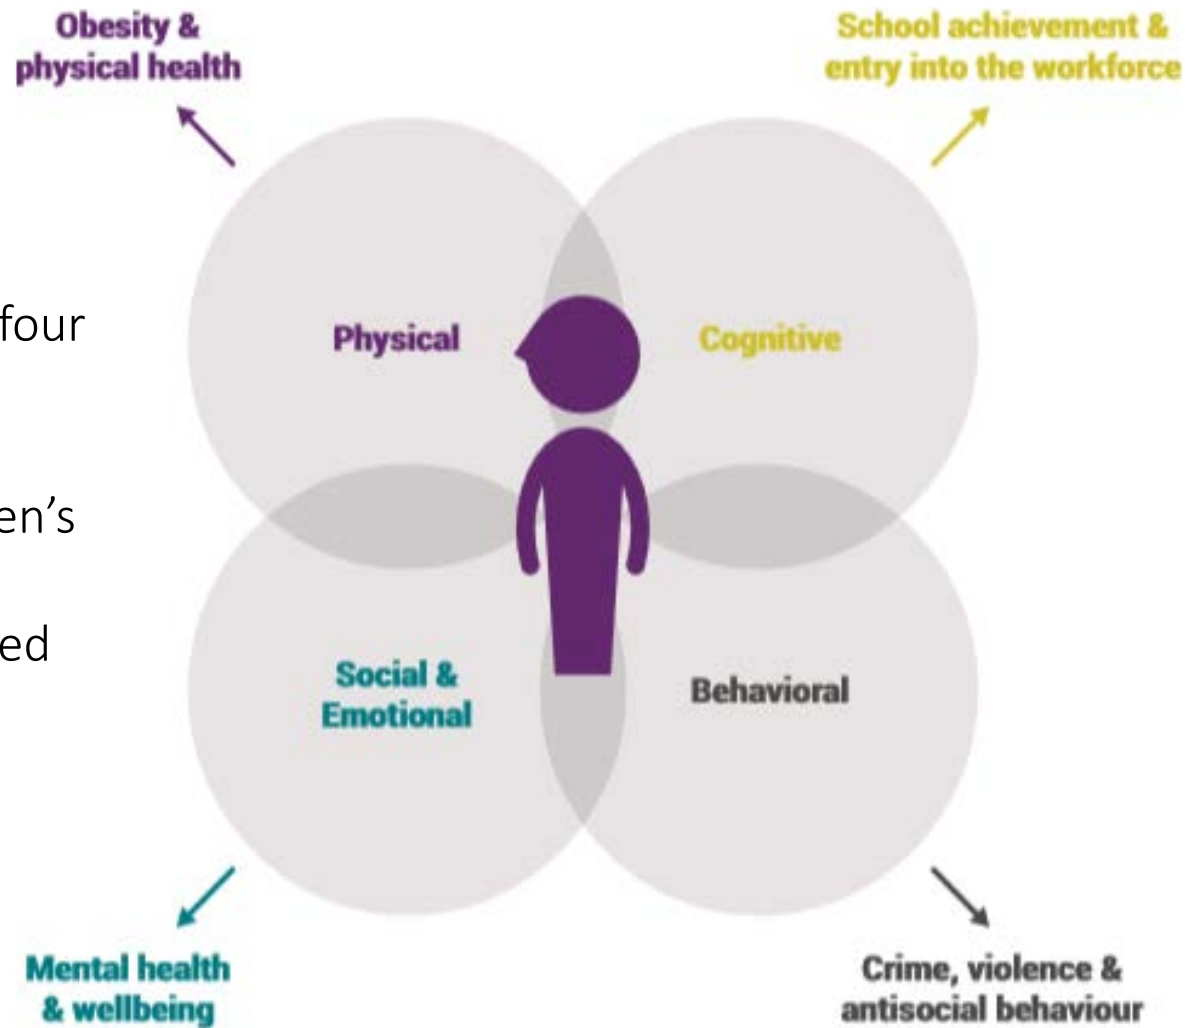 Obesity &
physical health
School achievement &
entry into the workforce
four
en’s
ed
Physical
Cognitive
Social &
Emotional
Behavioral
Mental health
& wellbeing
Crime, violence &
antisocial behaviour